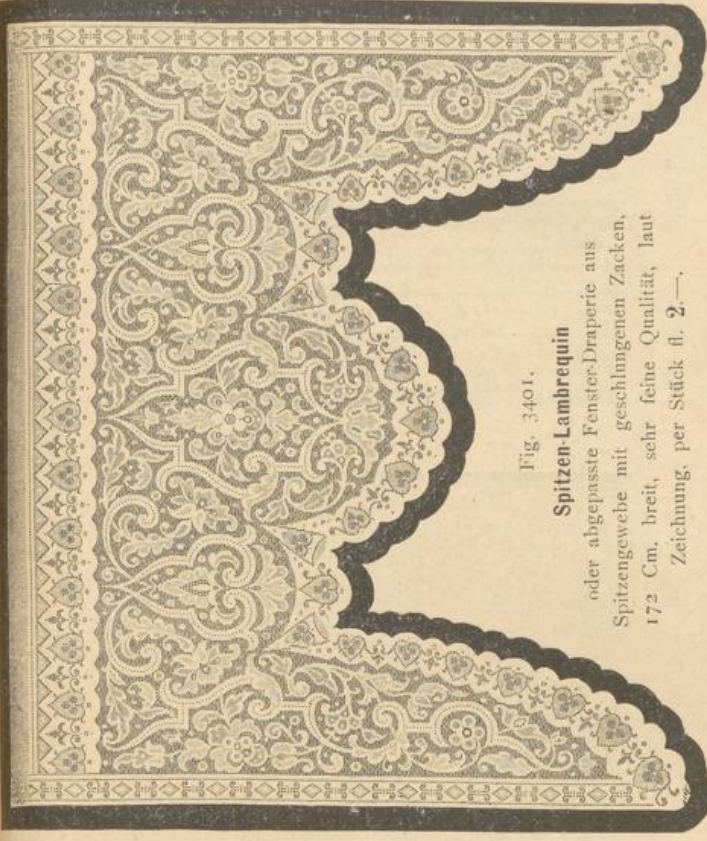 Fig. 3401.
Spitzen-Lambrequin
oder abgepasste Fenster-Draperie aus
Spitzengewebe mit geschlungenen Zacken,
172 Cm. breit, sehr feine Qualität, laut
Zeichnung, per Stück fl. 2.—.